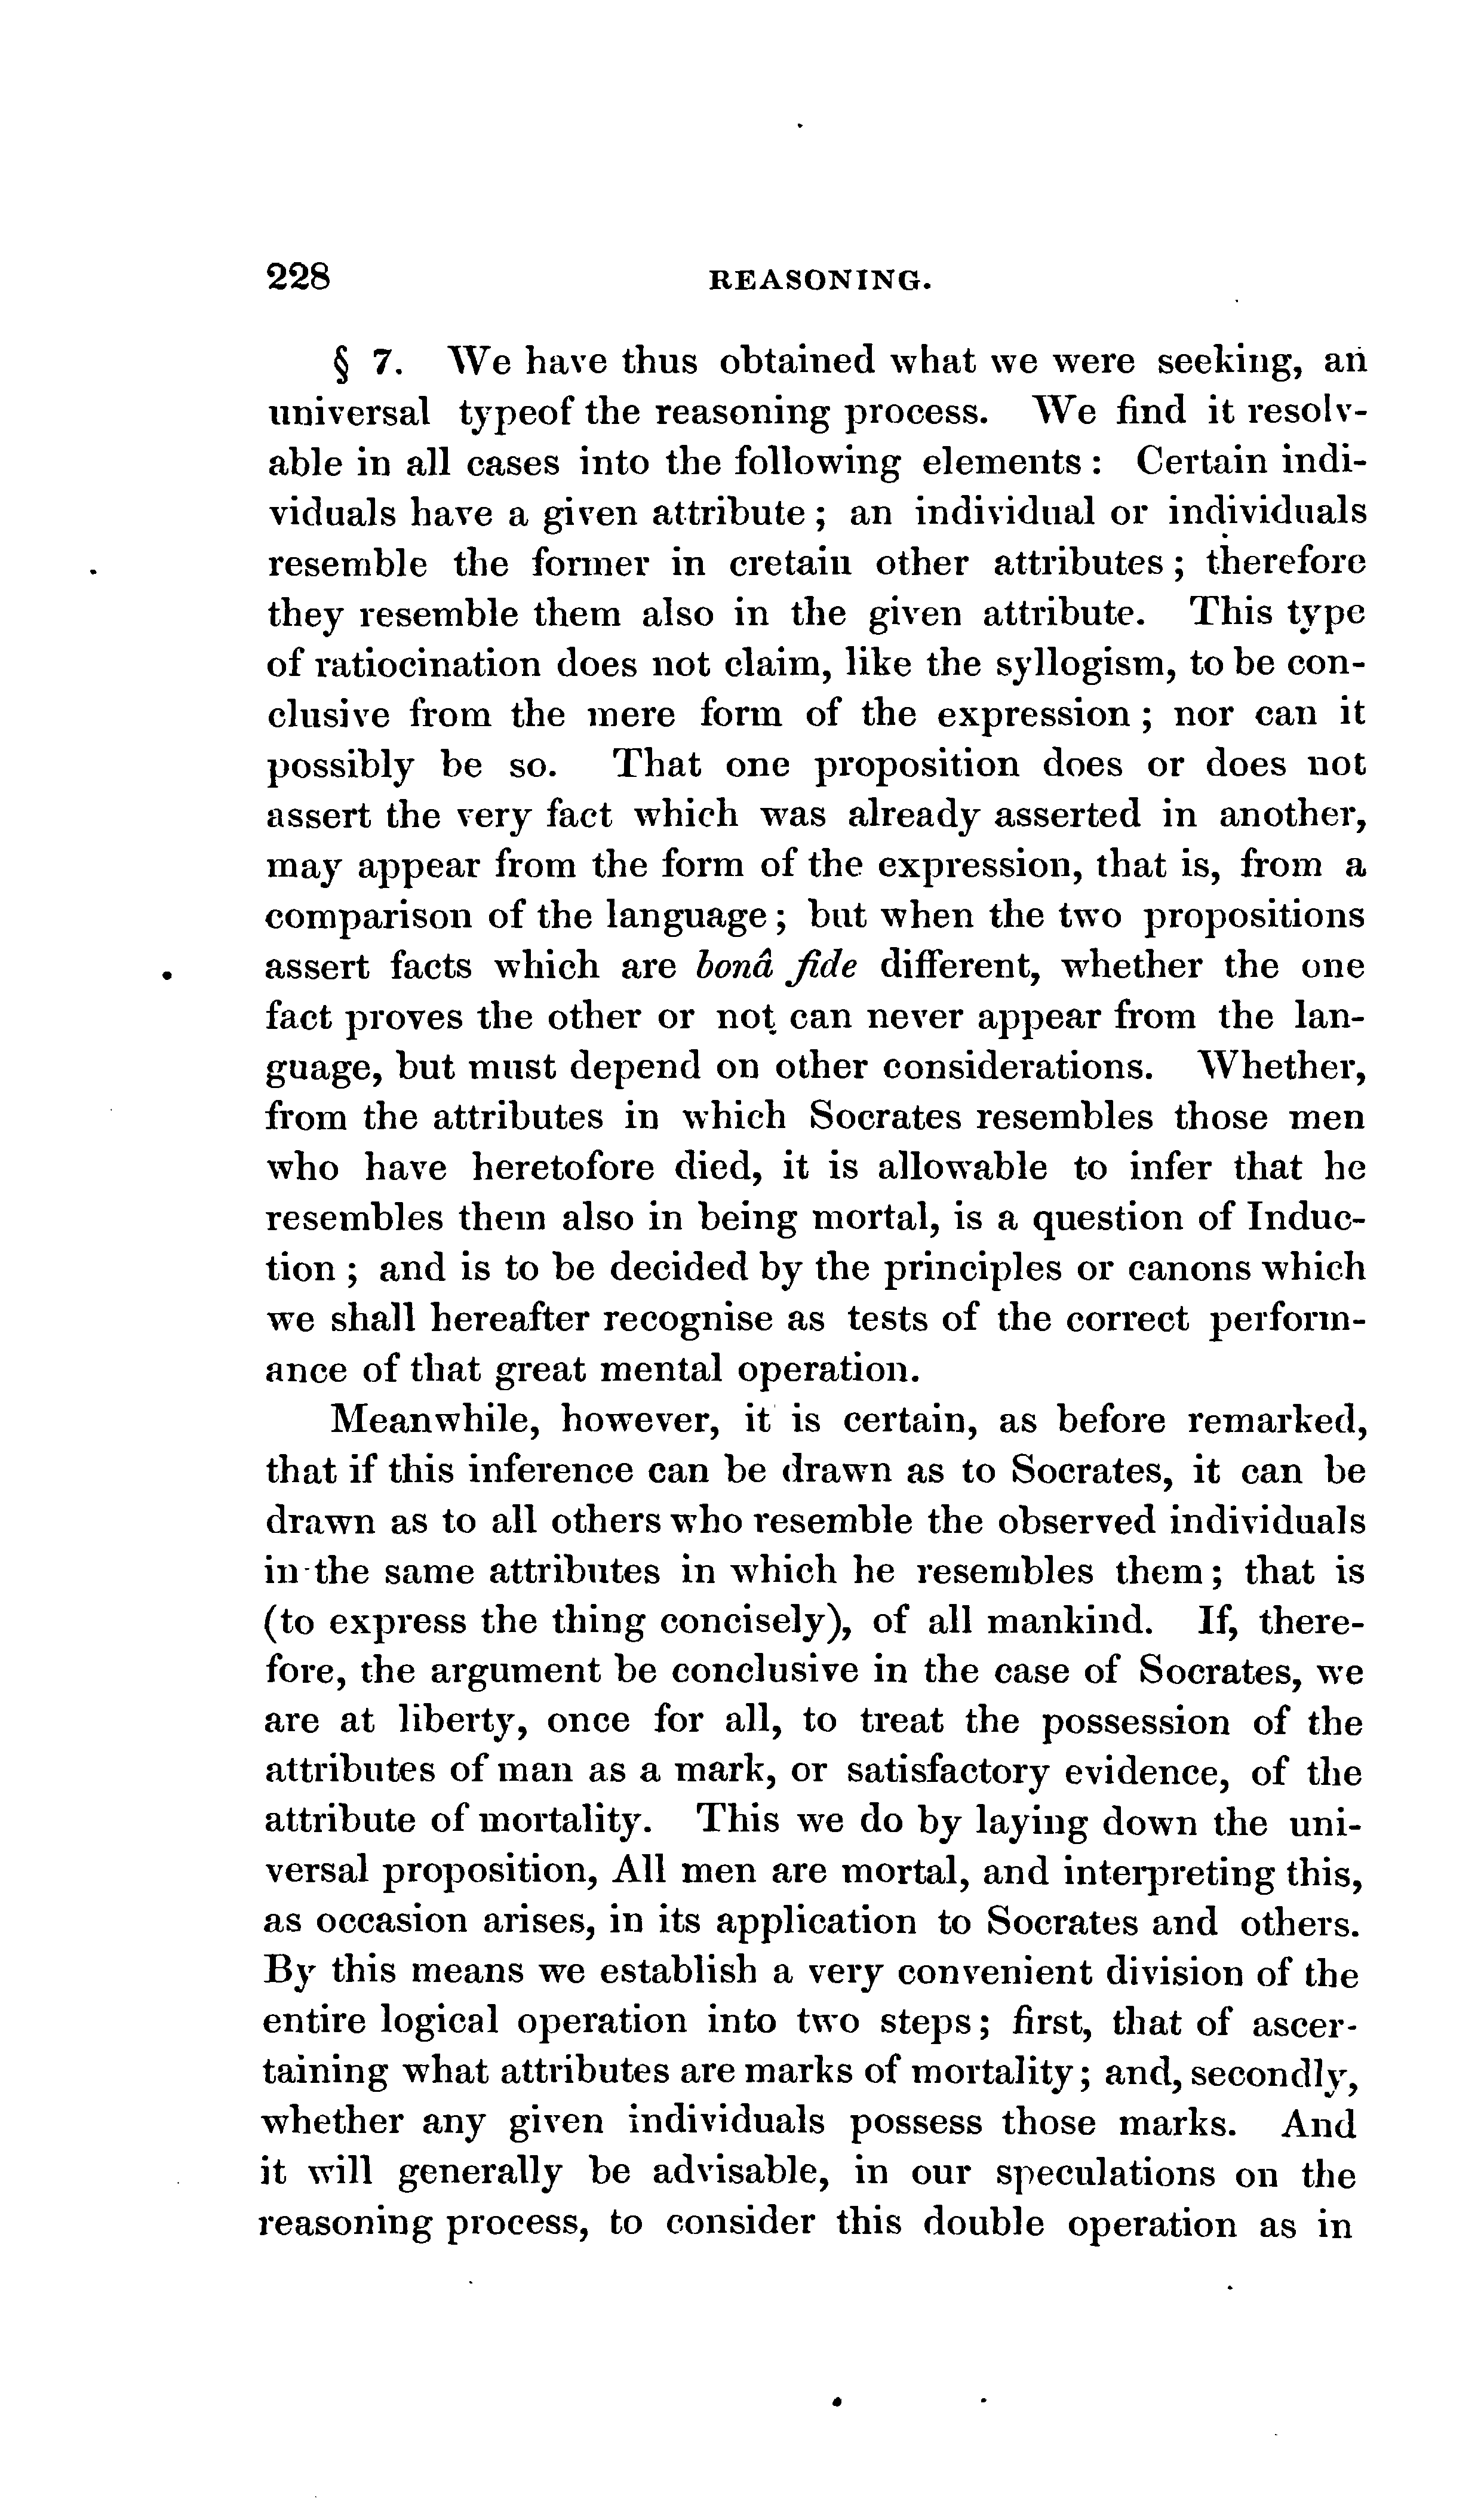 228 REASONING.
§ 7. We have thus obtained what we were seeking, an
universal typeof the reasoning process. We find it resolv-
able in all cases into the following elements : Certain indi-
viduals have a given attribute ; an individual or individuals
resemble the former in cretain other attributes ; therefore
they resemble them also in the given attribute. This type
of ratiocination does not claim, like the syllogism, to be con-
clusive from the mere form of the expression ; nor can it
possibly be so. That one proposition does or does not
assert the very fact which was already asserted in another,
may appear from the form of the expression, that is, from a
comparison of the language ; but when the two propositions
assert facts which are bonâ fide different, whether the one
fact proves the other or not can never appear from the lan-
guage, but must depend on other considerations. Whether,
from the attributes in which Socrates resembles those men
who have heretofore died, it is allowable to infer that he
resembles them also in being mortal, is a question of Induc-
tion ; and is to be decided by the principles or canons which
we shall hereafter recognise as tests of the correct perform-
ance of that great mental operation.
Meanwhile, however, it is certain, as before remarked,
that if this inference can be drawn as to Socrates, it can be
drawn as to all others who resemble the observed individuals
in the same attributes in which he resembles them ; that is
(to express the thing concisely), of all mankind. If, there-
fore, the argument be conclusive in the case of Socrates, we
are at liberty, once for all, to treat the possession of the
attributes of man as a mark, or satisfactory evidence, of the
attribute of mortality. This we do by laying down the uni-
versal proposition, All men are mortal, and interpreting this,
as occasion arises, in its application to Socrates and others.
By this means we establish a very convenient division of the
entire logical operation into two steps ; first, that of ascer-
taining what attributes are marks of mortality ; and, secondly,
whether any given individuals possess those marks. And
it will generally be advisable, in our speculations on the
reasoning process, to consider this double operation as in